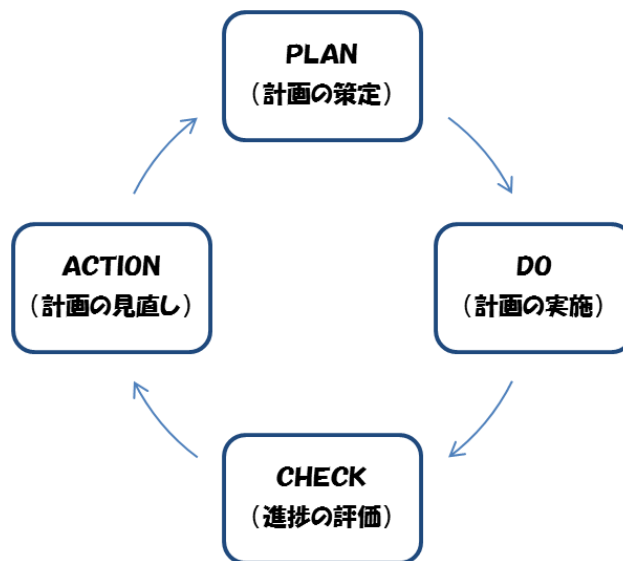 PLAN
（計画の策定）
DO
（計画の実施）
CHECK
（進捗の評価）
ACTION
（計画の見直し）